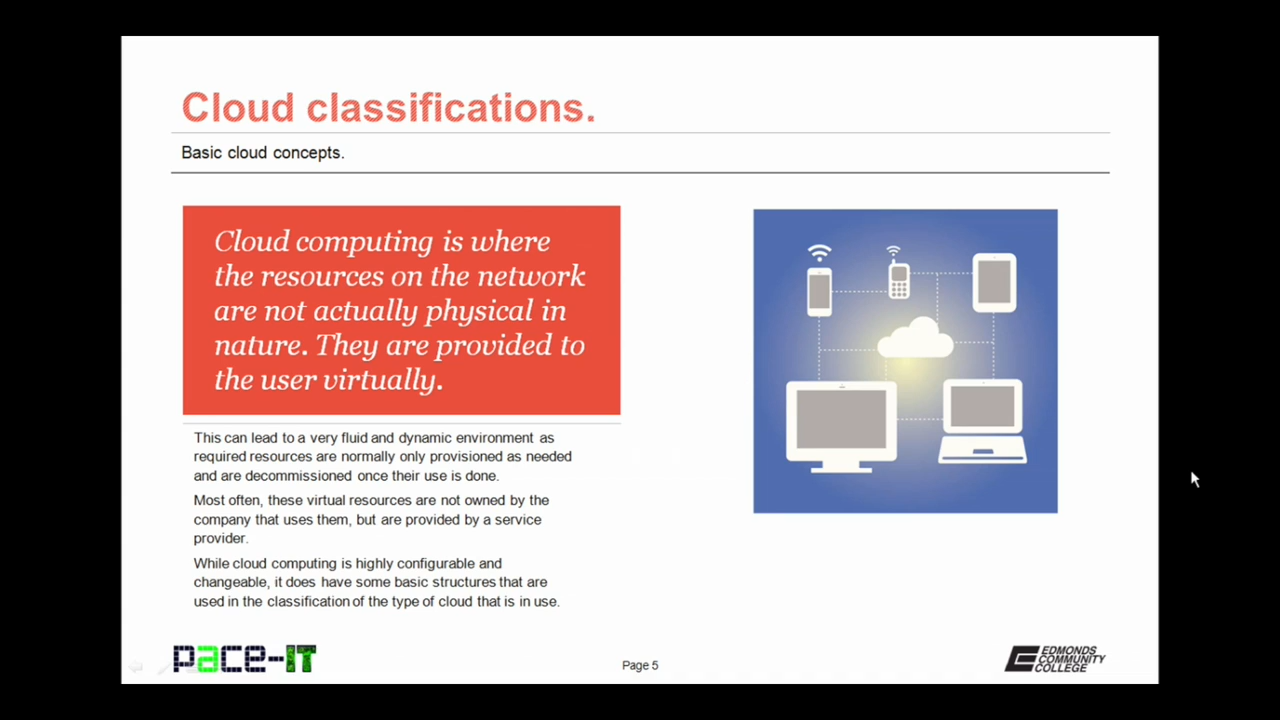 Cloud classifications.
Basic cloud concepts.
Cloud computing is where
the resources on the network
are not actually physical in
nature. They are provided to
the user virtually.
This can lead to a very fluid and dynamic environment as
required resources are normally only provisioned as needed
and are decommissioned once their use is done.
Most often, these virtual resources are not owned by the
company that uses them, but are provided by a service
provider.
While cloud computing is highly configurable and
changeable, it does have some basic structures that are
used in the classification of the type of cloud that is in use.
pace-IT
Page 5
EDMONDS
COMMUNITY
COLLEGE